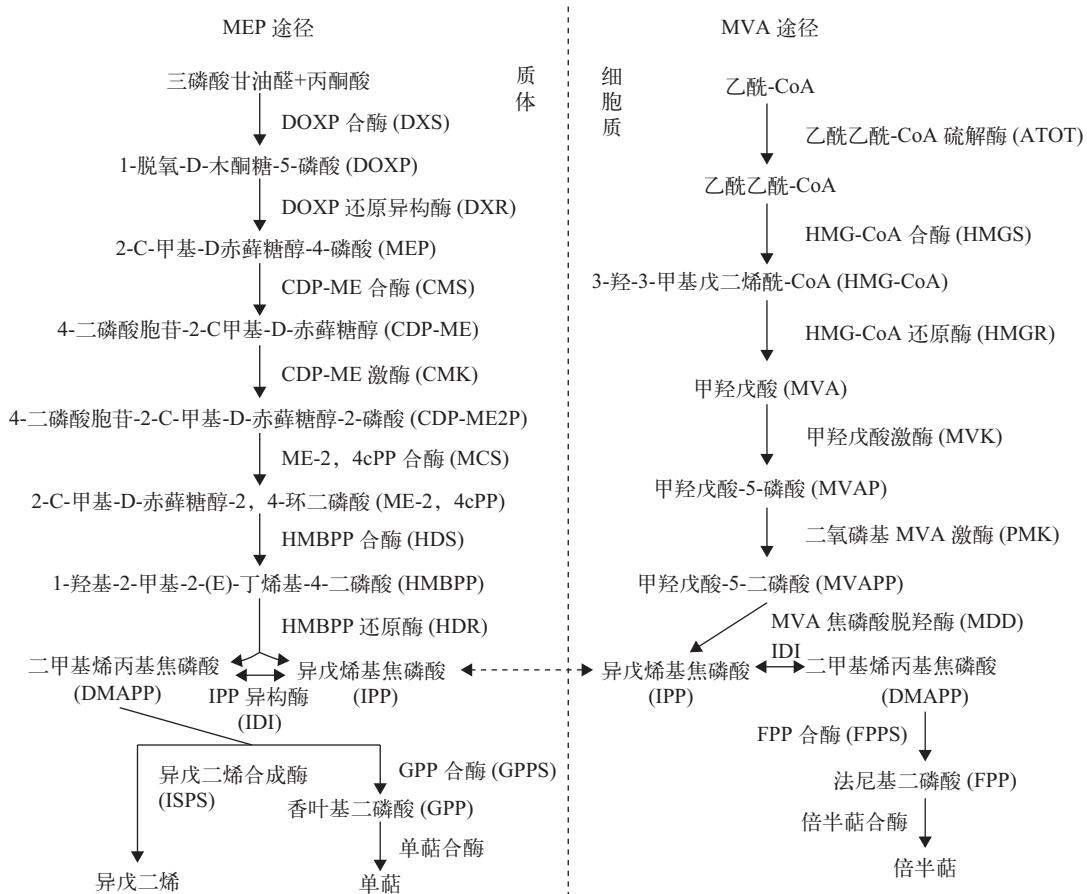 MEP 途径
三磷酸甘油醛+丙酮酸
DOXP 合酶 (DXS)
1-脱氧-D-木酮糖-5-磷酸 (DOXP)
DOXP 还原异构酶 (DXR)
2-C-甲基-D赤藓糖醇-4-磷酸 (MEP)
CDP-ME 合酶 (CMS)
4-二磷酸胞苷-2-C甲基-D-赤藓糖醇 (CDP-ME)
CDP-ME 激酶 (CMK)
4-二磷酸胞苷-2-C-甲基-D-赤藓糖醇-2-磷酸 (CDP-ME2P)
ME-2，4cPP 合酶 (MCS)
2-C-甲基-D-赤藓糖醇-2，4-环二磷酸 (ME-2，4cPP)
HMBPP 合酶 (HDS)
1-羟基-2-甲基-2-(E)-丁烯基-4-二磷酸 (HMBPP)
HMBPP 还原酶 (HDR)
二甲基烯丙基焦磷酸
(DMAPP)
IPP 异构酶
(IDI)
异戊烯基焦磷酸
(IPP)
异戊二烯合成酶
(ISPS)
GPP 合酶 (GPPS)
香叶基二磷酸 (GPP)
单萜合酶
异戊二烯
单萜
质体
细胞质
MVA 途径
乙酰-CoA
乙酰乙酰-CoA 硫解酶 (ATOT)
乙酰乙酰-CoA
HMG-CoA 合酶 (HMGS)
3-羟-3-甲基戊二烯酰-CoA (HMG-CoA)
HMG-CoA 还原酶 (HMGR)
甲羟戊酸 (MVA)
甲羟戊酸激酶 (MVK)
甲羟戊酸-5-磷酸 (MVAP)
二氧磷基 MVA 激酶 (PMK)
甲羟戊酸-5-二磷酸 (MVAPP)
MVA 焦磷酸脱羟酶 (MDD)
异戊烯基焦磷酸
(IPP)
IDI
二甲基烯丙基焦磷酸
(DMAPP)
FPP 合酶 (FPPS)
法尼基二磷酸 (FPP)
倍半萜合酶
倍半萜